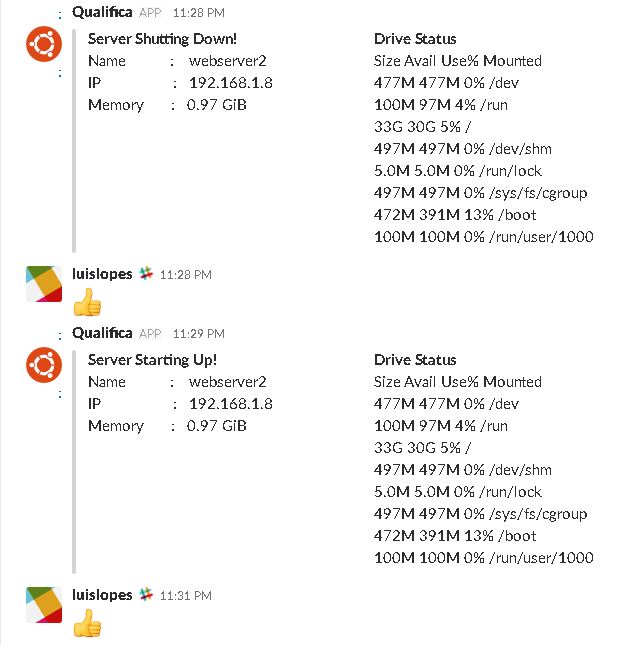 Qualifica APP 11:28 PM
Server Shutting Down!
Name : webserver2
IP : 192.168.1.8
Memory : 0.97 GiB
Drive Status
Size Avail Use% Mounted
477M 477M 0% /dev
100M 97M 4% /run
33G 30G 5% /
497M 497M 0% /dev/shm
5.0M 5.0M 0% /run/lock
497M 497M 0% /sys/fs/cgroup
472M 391M 13% /boot
100M 100M 0% /run/user/1000
luislopes 11:28 PM
Qualifica APP 11:29 PM
Server Starting Up!
Name : webserver2
IP : 192.168.1.8
Memory : 0.97 GiB
Drive Status
Size Avail Use% Mounted
477M 477M 0% /dev
100M 97M 4% /run
33G 30G 5% /
497M 497M 0% /dev/shm
5.0M 5.0M 0% /run/lock
497M 497M 0% /sys/fs/cgroup
472M 391M 13% /boot
100M 100M 0% /run/user/1000
luislopes 11:31 PM